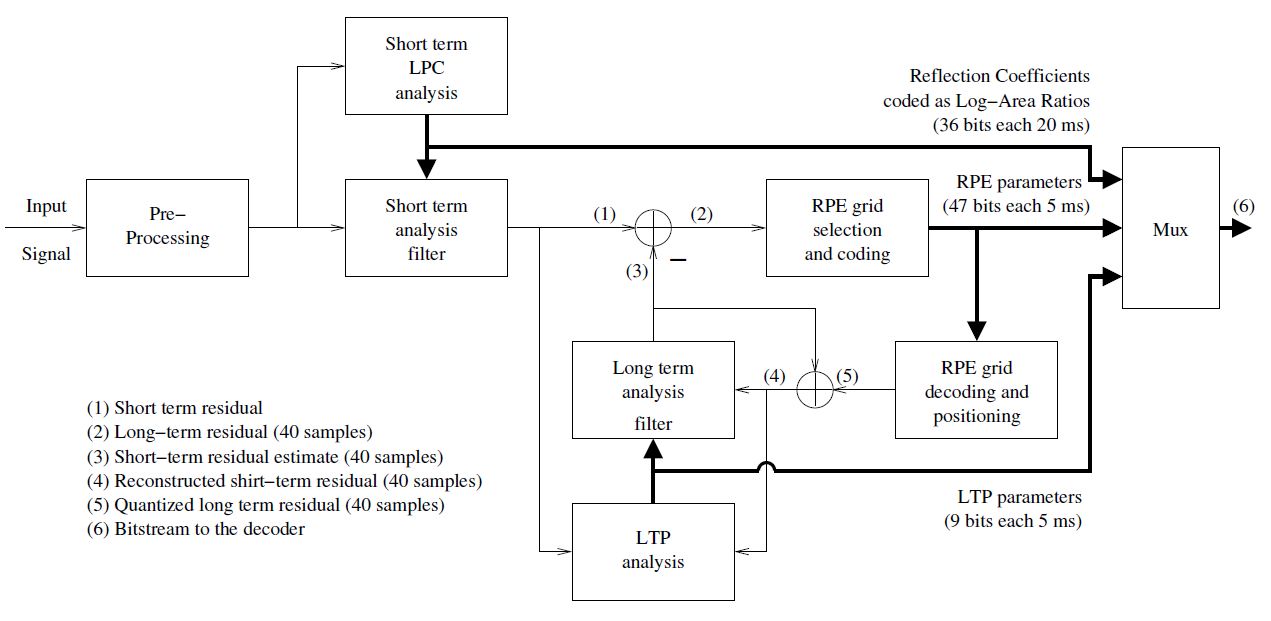 Short term
LPC
analysis
Reflection Coefficients
coded as Log−Area Ratios
(36 bits each 20 ms)
Input
Signal
Pre−
Processing
Short term
analysis
filter
(1)
(2)
(3)
−
RPE grid
selection
and coding
RPE parameters
(47 bits each 5 ms)
Mux
(6)
Long term
analysis
filter
(4)
(5)
RPE grid
decoding and
positioning
LTP parameters
(9 bits each 5 ms)
LTP
analysis
(1) Short term residual
(2) Long−term residual (40 samples)
(3) Short−term residual estimate (40 samples)
(4) Reconstructed shirt−term residual (40 samples)
(5) Quantized long term residual (40 samples)
(6) Bitstream to the decoder